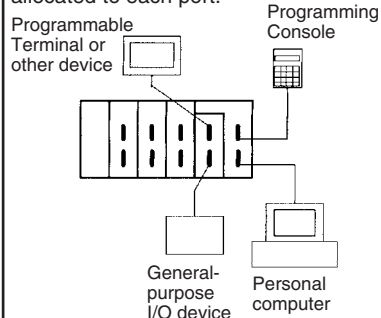 allocated to each port.
Programmable
Terminal or
other device
Programming
Console
General-
purpose
I/O device
Personal
computer